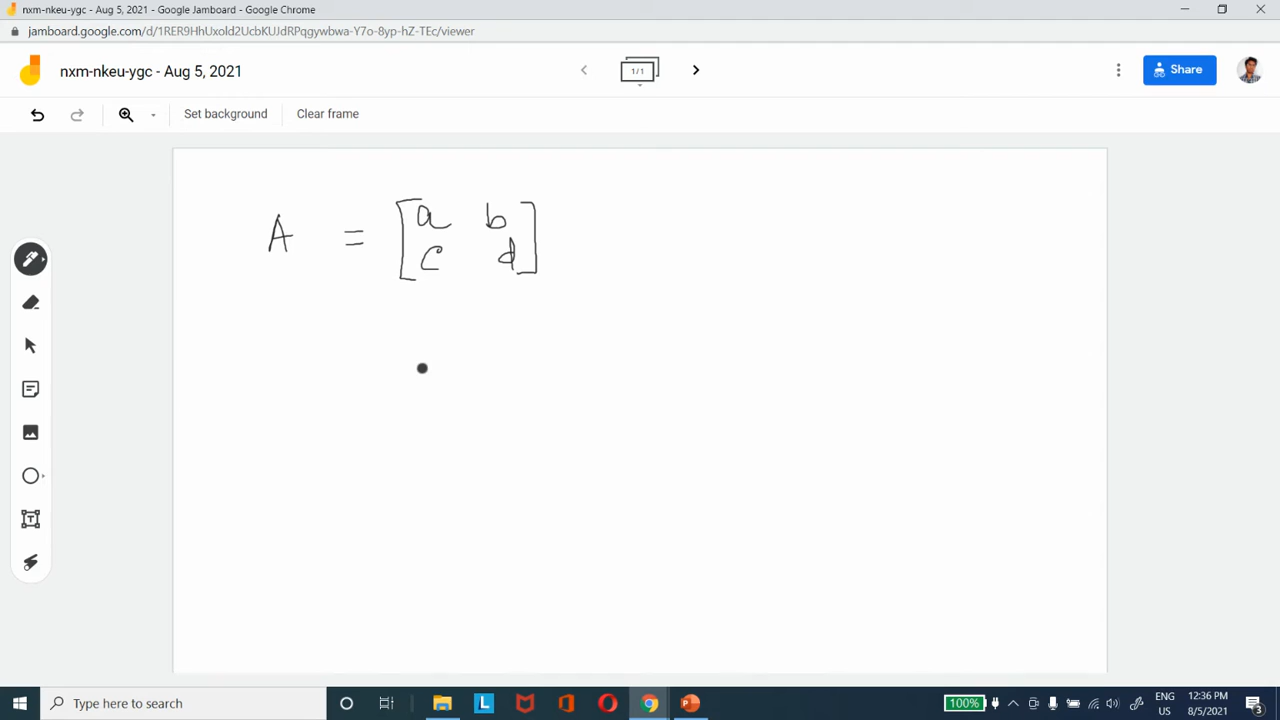 nxm-nkeu-ygc - Aug 5, 2021 - Google Jamboard - Google Chrome
jamboard.google.com/d/1RER9HhUxold2UcbKUJdRPqgywbwa-Y7o-8yp-hZ-TEc/viewer
nxm-nkeu-ygc - Aug 5, 2021
1/1
Share
Set background
Clear frame
A = [a b
c d]
T
Type here to search
L
100%
ENG
US
12:36 PM
8/5/2021
3